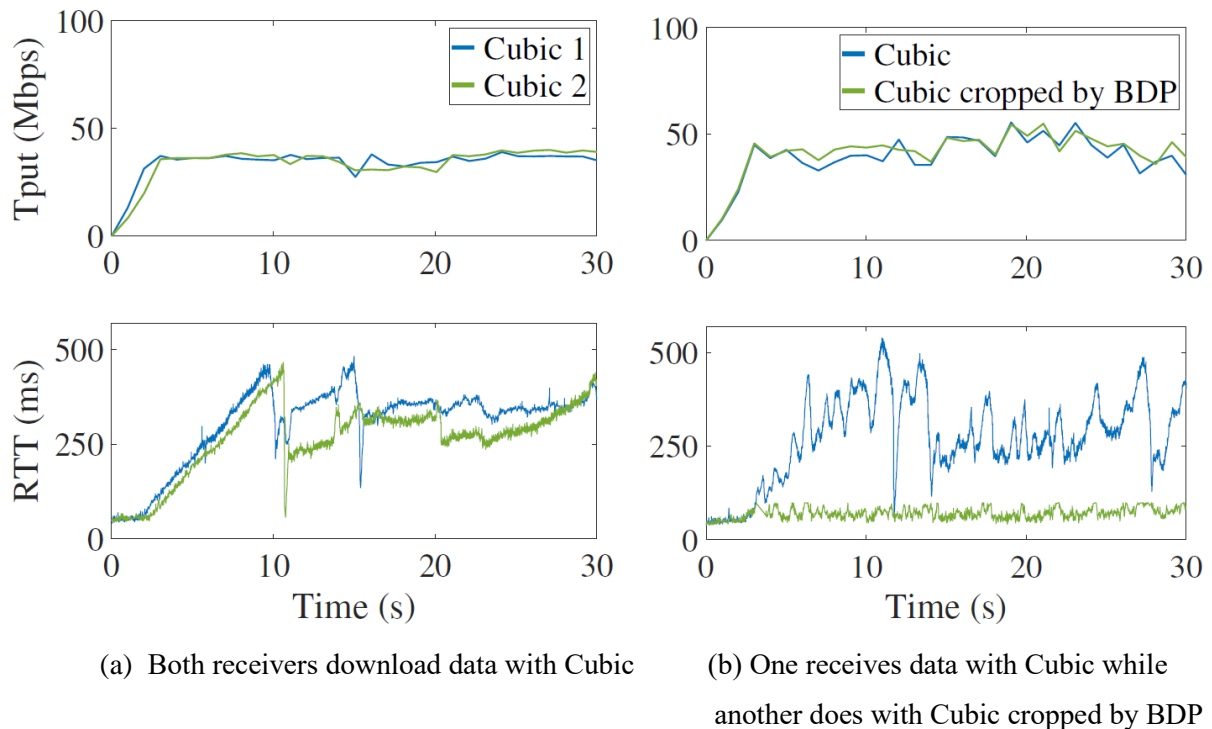 100
50
0
Tput (Mbps)
Cubic 1
Cubic 2
0
10
20
30
500
250
0
RTT (ms)
0
10
20
30
Time (s)
(a) Both receivers download data with Cubic
100
50
0
Cubic
Cubic cropped by BDP
0
10
20
30
500
250
0
0
10
20
30
Time (s)
(b) One receives data with Cubic while
another does with Cubic cropped by BDP